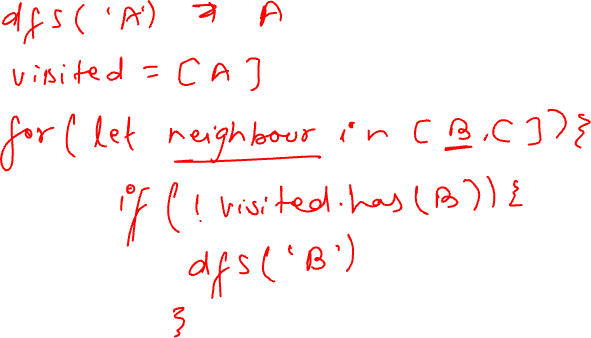 dfs('A') → A
visited = [A]
for(let neighbour in [B,C]){
if(!visited.has(B)){
dfs('B')
}